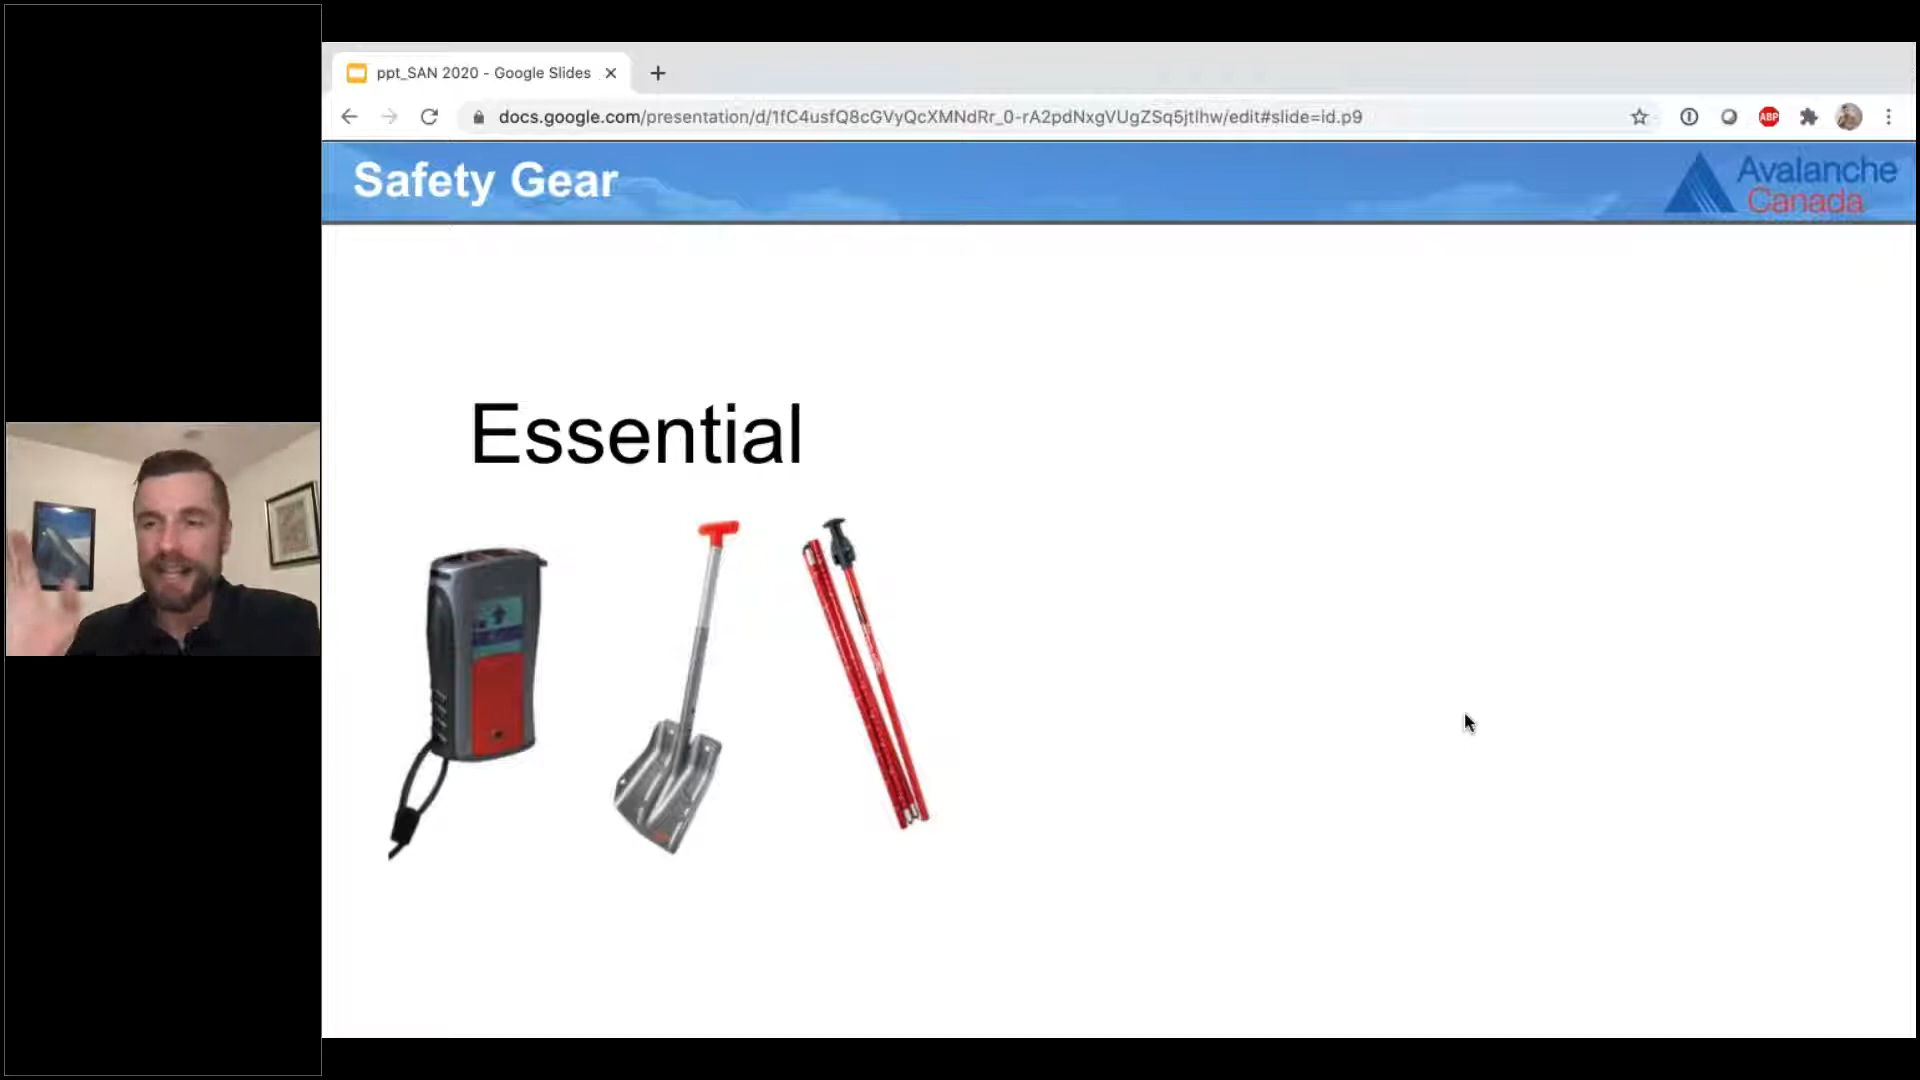 ppt_SAN 2020 - Google Slides
docs.google.com/presentation/d/1fC4usfQ8cGVyQcXMNdRr_0-rA2pdNxgVUgZSq5jtlhw/edit#slide=id.p9
ABP
Safety Gear
Avalanche
Canada
Essential